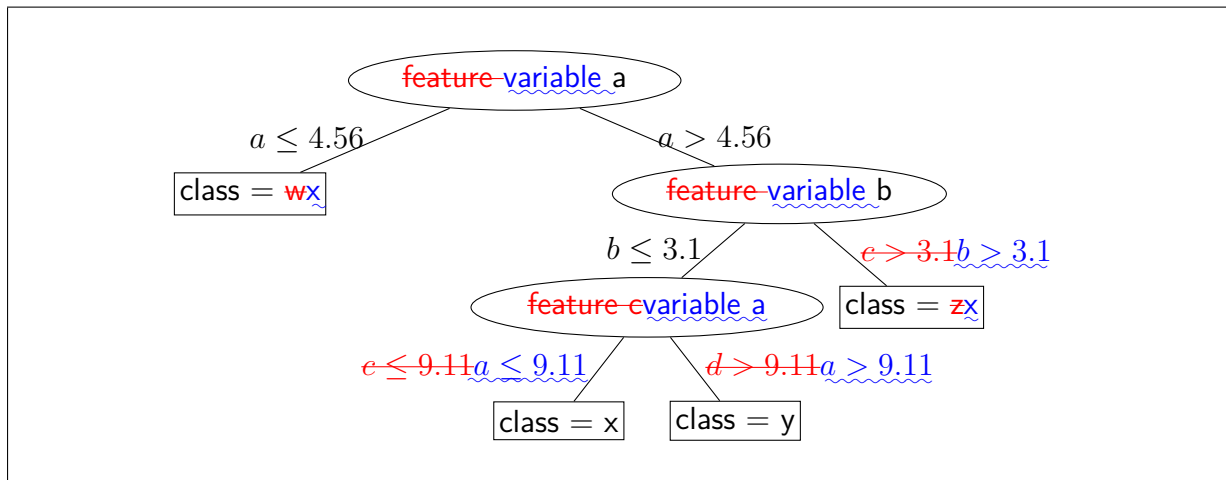 feature variable a
a ≤ 4.56
a > 4.56
class = wx
feature variable b
b ≤ 3.1
c > 3.1b > 3.1
feature cvariable a
class = zx
c ≤ 9.11a ≤ 9.11
d > 9.11a > 9.11
class = x
class = y